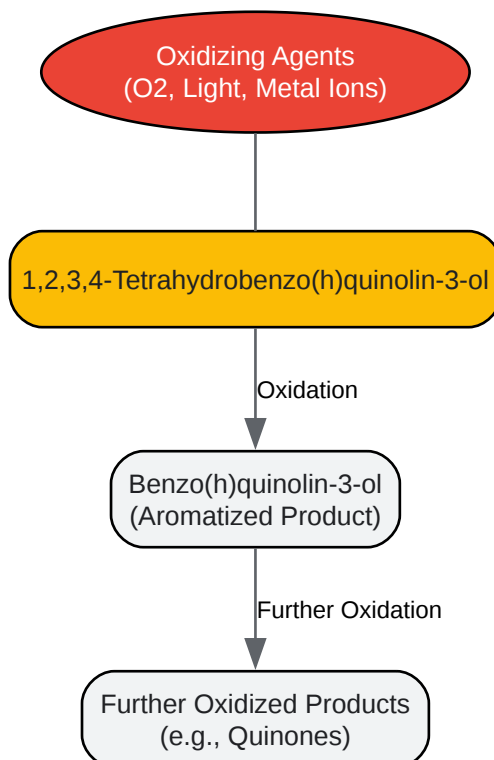 Oxidizing Agents
(O2, Light, Metal Ions)
1,2,3,4-Tetrahydrobenzo(h)quinolin-3-ol
Oxidation
Benzo(h)quinolin-3-ol
(Aromatized Product)
Further Oxidation
Further Oxidized Products
(e.g., Quinones)